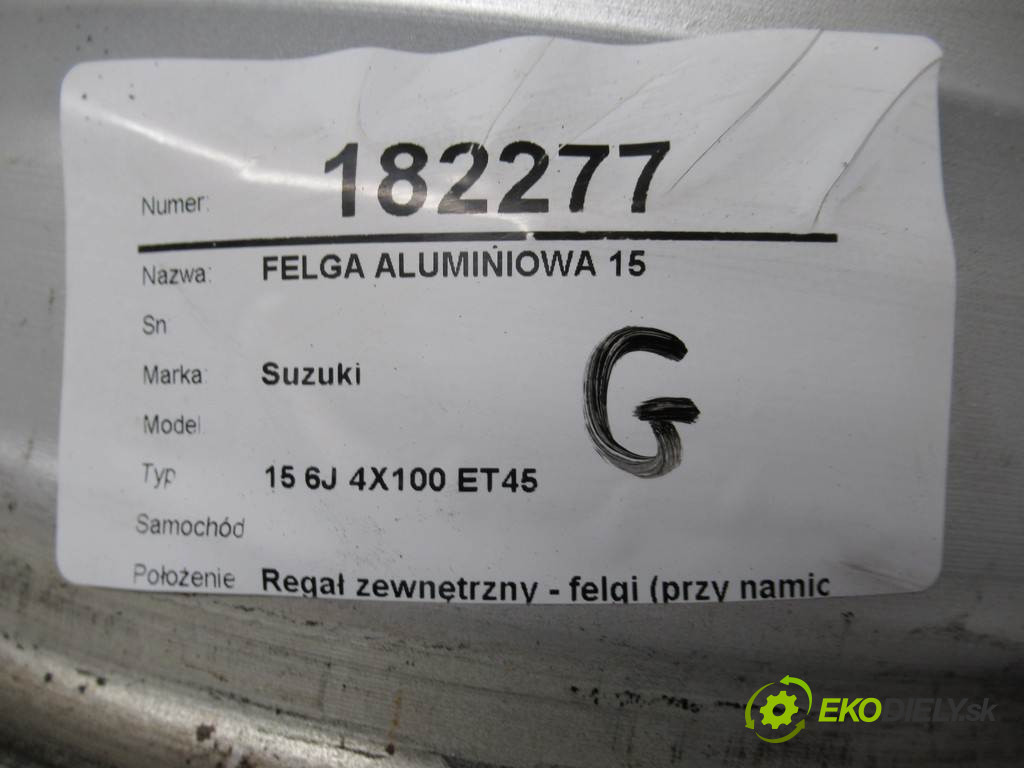 Numer: 182277
Nazwa: FELGA ALUMINIOWA 15
Sn
Marka: Suzuki
Model
Typ 15 6J 4X100 ET45
Samochód
Położenie Regał zewnętrzny - felgi (przy namic
G
EKODIELY.sk